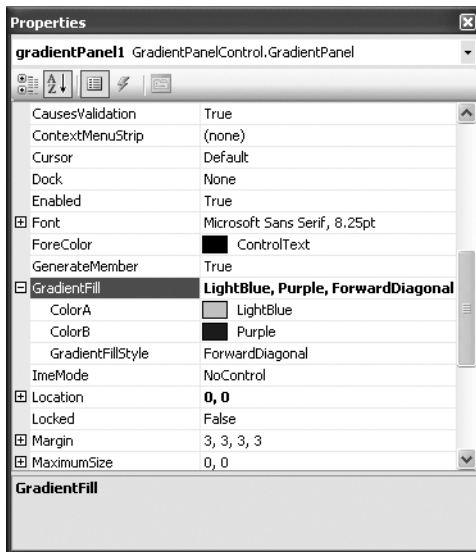 Properties
gradientPanel1 GradientPanelControl.GradientPanel
CausesValidation True
ContextMenuStrip (none)
Cursor Default
Dock None
Enabled True
Font Microsoft Sans Serif, 8.25pt
ForeColor ControlText
GenerateMember True
GradientFill LightBlue, Purple, ForwardDiagonal
ColorA LightBlue
ColorB Purple
GradientFillStyle ForwardDiagonal
ImeMode NoControl
Location 0, 0
Locked False
Margin 3, 3, 3, 3
MaximumSize 0, 0
GradientFill